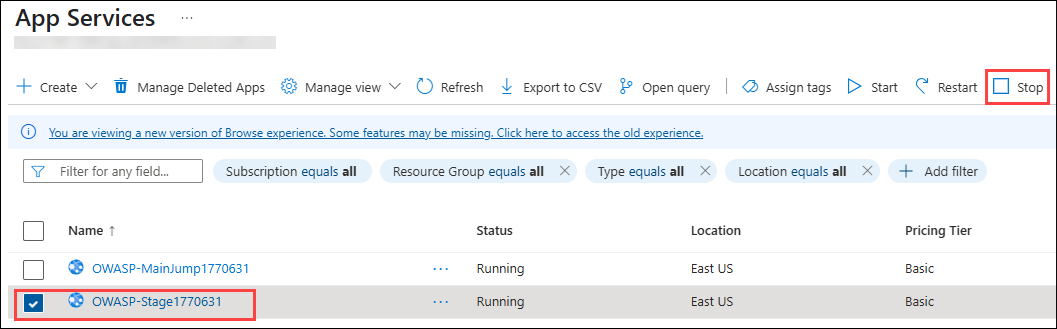 App Services ...
Create Manage Deleted Apps Manage view Refresh Export to CSV Open query Assign tags Start Restart Stop
You are viewing a new version of Browse experience. Some features may be missing. Click here to access the old experience.
Filter for any field... Subscription equals all Resource Group equals all Type equals all Location equals all Add filter
Name ↑ Status Location Pricing Tier
OWASP-MainJump1770631 ... Running East US Basic
OWASP-Stage1770631 ... Running East US Basic